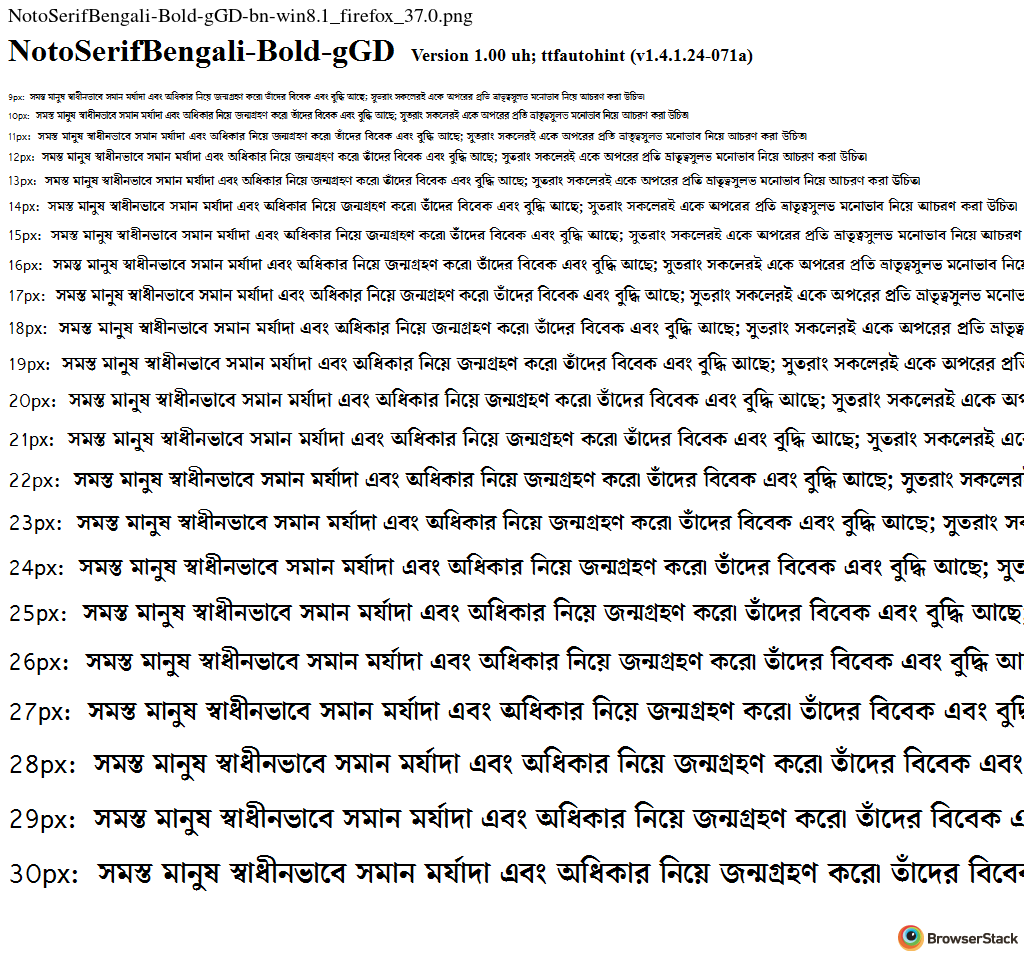 NotoSerifBengali-Bold-gGD-bn-win8.1_firefox_37.0.png
NotoSerifBengali-Bold-gGD Version 1.00 uh; ttfautohint (v1.4.1.24-071a)
9px: সমস্ত মানুষ স্বাধীনভাবে সমান মর্যাদা এবং অধিকার নিয়ে জন্মগ্রহণ করে। তাঁদের বিবেক এবং বুদ্ধি আছে; সুতরাং সকলেরই একে অপরের প্রতি ভ্রাতৃত্বসুলভ মনোভাব নিয়ে আচরণ করা উচিত।
10px: সমস্ত মানুষ স্বাধীনভাবে সমান মর্যাদা এবং অধিকার নিয়ে জন্মগ্রহণ করে। তাঁদের বিবেক এবং বুদ্ধি আছে; সুতরাং সকলেরই একে অপরের প্রতি ভ্রাতৃত্বসুলভ মনোভাব নিয়ে আচরণ করা উচিত।
11px: সমস্ত মানুষ স্বাধীনভাবে সমান মর্যাদা এবং অধিকার নিয়ে জন্মগ্রহণ করে। তাঁদের বিবেক এবং বুদ্ধি আছে; সুতরাং সকলেরই একে অপরের প্রতি ভ্রাতৃত্বসুলভ মনোভাব নিয়ে আচরণ করা উচিত।
12px: সমস্ত মানুষ স্বাধীনভাবে সমান মর্যাদা এবং অধিকার নিয়ে জন্মগ্রহণ করে। তাঁদের বিবেক এবং বুদ্ধি আছে; সুতরাং সকলেরই একে অপরের প্রতি ভ্রাতৃত্বসুলভ মনোভাব নিয়ে আচরণ করা উচিত।
13px: সমস্ত মানুষ স্বাধীনভাবে সমান মর্যাদা এবং অধিকার নিয়ে জন্মগ্রহণ করে। তাঁদের বিবেক এবং বুদ্ধি আছে; সুতরাং সকলেরই একে অপরের প্রতি ভ্রাতৃত্বসুলভ মনোভাব নিয়ে আচরণ করা উচিত।
14px: সমস্ত মানুষ স্বাধীনভাবে সমান মর্যাদা এবং অধিকার নিয়ে জন্মগ্রহণ করে। তাঁদের বিবেক এবং বুদ্ধি আছে; সুতরাং সকলেরই একে অপরের প্রতি ভ্রাতৃত্বসুলভ মনোভাব নিয়ে আচরণ করা উচিত।
15px: সমস্ত মানুষ স্বাধীনভাবে সমান মর্যাদা এবং অধিকার নিয়ে জন্মগ্রহণ করে। তাঁদের বিবেক এবং বুদ্ধি আছে; সুতরাং সকলেরই একে অপরের প্রতি ভ্রাতৃত্বসুলভ মনোভাব নিয়ে আচরণ
16px: সমস্ত মানুষ স্বাধীনভাবে সমান মর্যাদা এবং অধিকার নিয়ে জন্মগ্রহণ করে। তাঁদের বিবেক এবং বুদ্ধি আছে; সুতরাং সকলেরই একে অপরের প্রতি ভ্রাতৃত্বসুলভ মনোভাব
17px: সমস্ত মানুষ স্বাধীনভাবে সমান মর্যাদা এবং অধিকার নিয়ে জন্মগ্রহণ করে। তাঁদের বিবেক এবং বুদ্ধি আছে; সুতরাং সকলেরই একে অপরের প্রতি ভ্রাতৃত্বসুলভ
18px: সমস্ত মানুষ স্বাধীনভাবে সমান মর্যাদা এবং অধিকার নিয়ে জন্মগ্রহণ করে। তাঁদের বিবেক এবং বুদ্ধি আছে; সুতরাং সকলেরই একে অপরের প্রতি
19px: সমস্ত মানুষ স্বাধীনভাবে সমান মর্যাদা এবং অধিকার নিয়ে জন্মগ্রহণ করে। তাঁদের বিবেক এবং বুদ্ধি আছে; সুতরাং সকলেরই একে অপরের
20px: সমস্ত মানুষ স্বাধীনভাবে সমান মর্যাদা এবং অধিকার নিয়ে জন্মগ্রহণ করে। তাঁদের বিবেক এবং বুদ্ধি আছে; সুতরাং সকলেরই একে
21px: সমস্ত মানুষ স্বাধীনভাবে সমান মর্যাদা এবং অধিকার নিয়ে জন্মগ্রহণ করে। তাঁদের বিবেক এবং বুদ্ধি আছে; সুতরাং সকলেরই
22px: সমস্ত মানুষ স্বাধীনভাবে সমান মর্যাদা এবং অধিকার নিয়ে জন্মগ্রহণ করে। তাঁদের বিবেক এবং বুদ্ধি আছে; সুতরাং সকলের
23px: সমস্ত মানুষ স্বাধীনভাবে সমান মর্যাদা এবং অধিকার নিয়ে জন্মগ্রহণ করে। তাঁদের বিবেক এবং বুদ্ধি আছে; সুতরাং
24px: সমস্ত মানুষ স্বাধীনভাবে সমান মর্যাদা এবং অধিকার নিয়ে জন্মগ্রহণ করে। তাঁদের বিবেক এবং বুদ্ধি আছে;
25px: সমস্ত মানুষ স্বাধীনভাবে সমান মর্যাদা এবং অধিকার নিয়ে জন্মগ্রহণ করে। তাঁদের বিবেক এবং বুদ্ধি আছে;
26px: সমস্ত মানুষ স্বাধীনভাবে সমান মর্যাদা এবং অধিকার নিয়ে জন্মগ্রহণ করে। তাঁদের বিবেক এবং বুদ্ধি আ
27px: সমস্ত মানুষ স্বাধীনভাবে সমান মর্যাদা এবং অধিকার নিয়ে জন্মগ্রহণ করে। তাঁদের বিবেক এবং
28px: সমস্ত মানুষ স্বাধীনভাবে সমান মর্যাদা এবং অধিকার নিয়ে জন্মগ্রহণ করে। তাঁদের বিবেক এবং
29px: সমস্ত মানুষ স্বাধীনভাবে সমান মর্যাদা এবং অধিকার নিয়ে জন্মগ্রহণ করে। তাঁদের বিবেক
30px: সমস্ত মানুষ স্বাধীনভাবে সমান মর্যাদা এবং অধিকার নিয়ে জন্মগ্রহণ করে। তাঁদের
BrowserStack